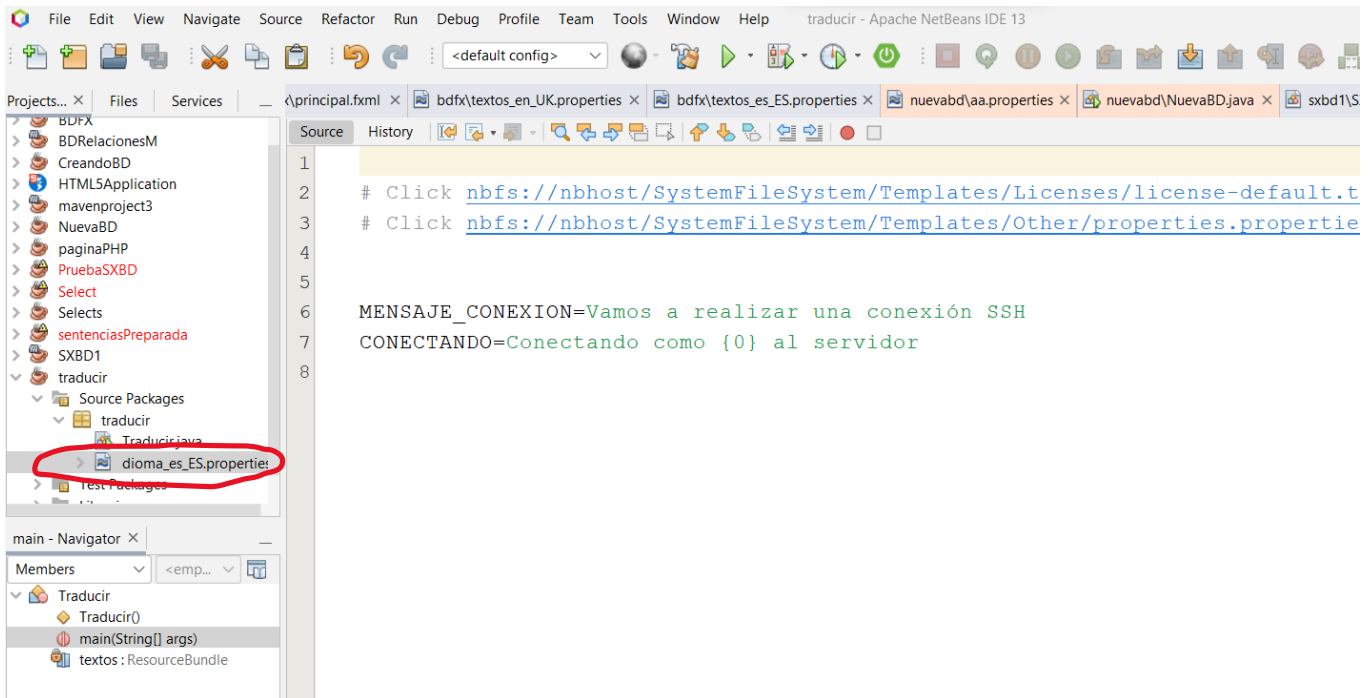 File Edit View Navigate Source Refactor Run Debug Profile Team Tools Window Help traducir - Apache NetBeans IDE 13
<default config>
Projects... Files Services
\principal.fxml bdfx\textos_en_UK.properties bdfx\textos_es_ES.properties nuevabd\aa.properties nuevabd\NuevaBD.java sxbd1\S
Source History
BDFX
BDRelacionesM
CreandoBD
HTML5Application
mavenproject3
NuevaBD
paginaPHP
PruebaSXBD
Select
Selects
sentenciasPreparada
SXBD1
traducir
Source Packages
traducir
Traducir.java
dioma_es_ES.properties
Test Packages
1
2 # Click nbfs://nbhost/SystemFileSystem/Templates/Licenses/license-default.t
3 # Click nbfs://nbhost/SystemFileSystem/Templates/Other/properties.propertie
4
5
6 MENSAJE_CONEXION=Vamos a realizar una conexión SSH
7 CONECTANDO=Conectando como {0} al servidor
8
main - Navigator
Members <emp...
Traducir
Traducir()
main(String[] args)
textos : ResourceBundle